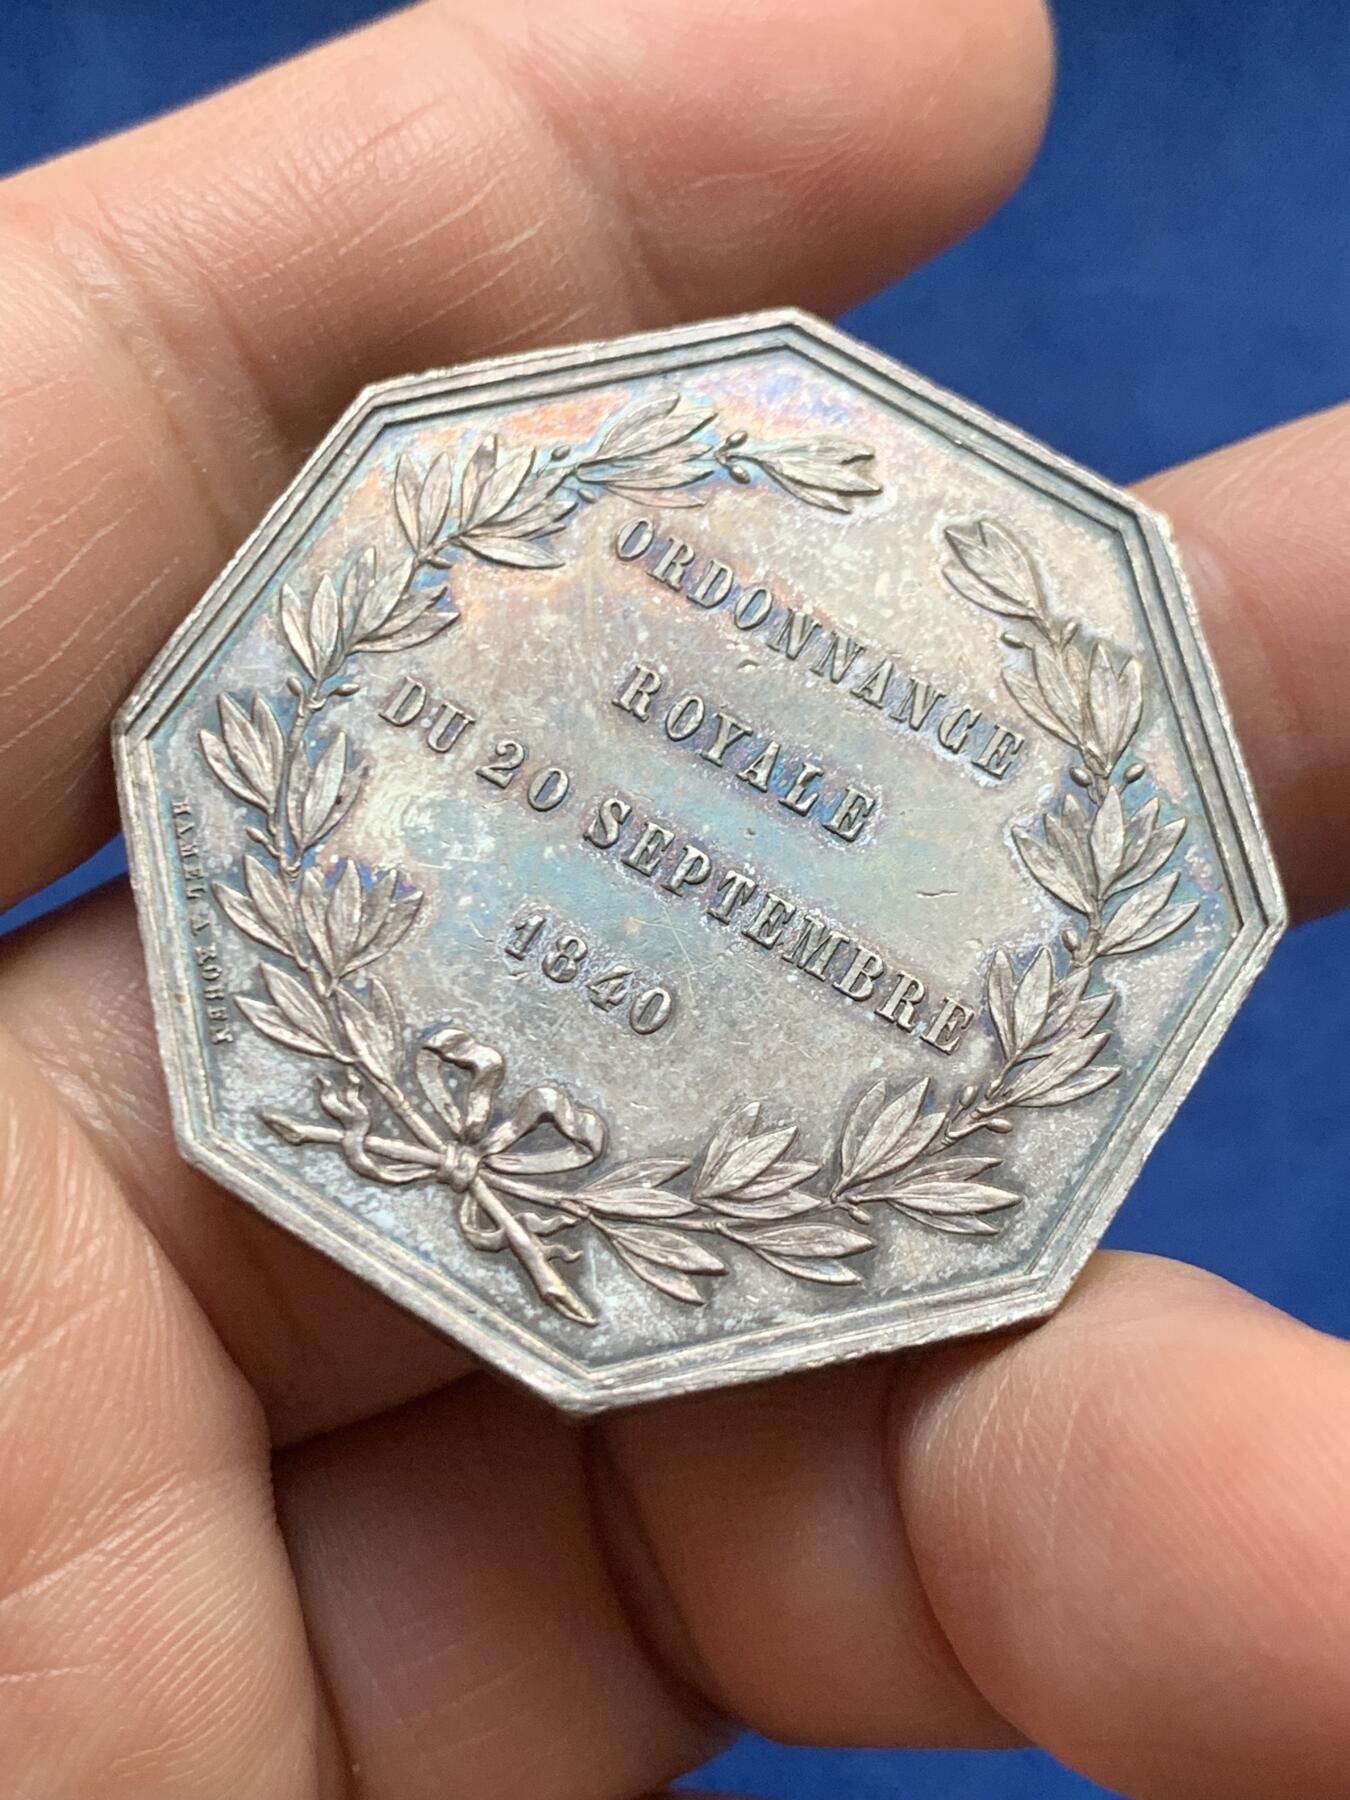 ORDONNANCE
ROYALE
DU 20 SEPTEMBRE
1840
HAMEL A ROUEN